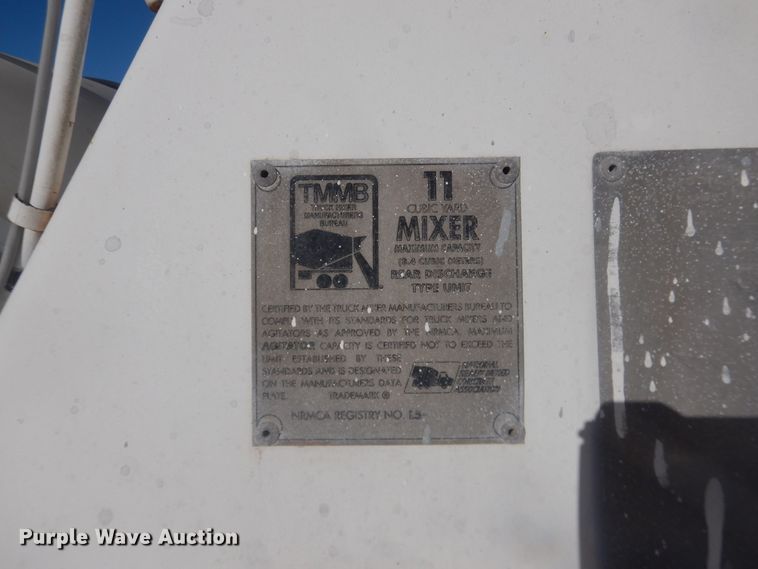 TMMB
TRUCK MIXER
MANUFACTURERS
BUREAU
11
CUBIC YARD
MIXER
MAXIMUM CAPACITY
(8.4 CUBIC METERS)
REAR DISCHARGE
TYPE UNIT
CERTIFIED BY THE TRUCK MIXER MANUFACTURERS BUREAU TO
COMPLY WITH ITS STANDARDS FOR TRUCK MIXERS AND
AGITATORS AS APPROVED BY THE NRMCA. MAXIMUM
AGITATOR CAPACITY IS CERTIFIED NOT TO EXCEED THE
LIMIT ESTABLISHED BY THESE
STANDARDS AND IS DESIGNATED
ON THE MANUFACTURERS DATA
PLATE. TRADEMARK ®
NATIONAL
READY MIXED
CONCRETE
ASSOCIATION
NRMCA REGISTRY NO.
Purple Wave Auction